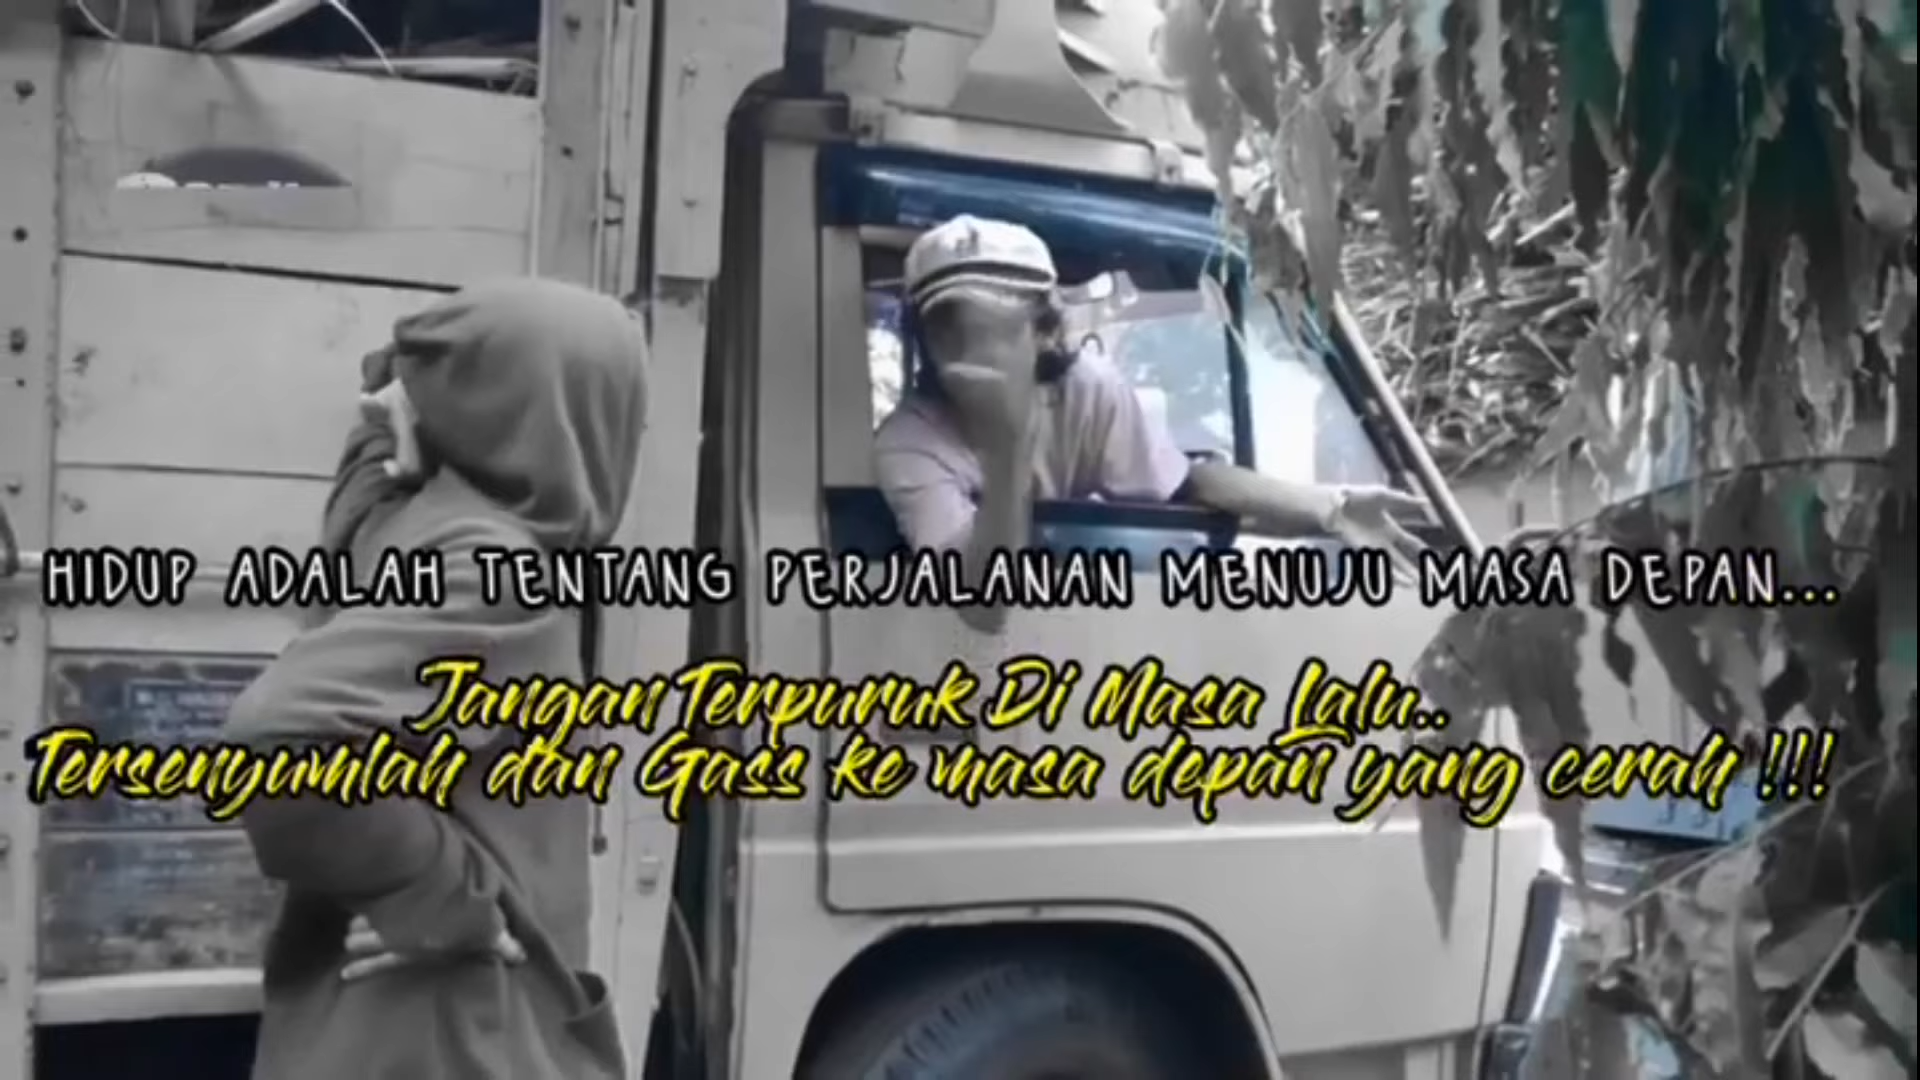 HIDUP ADALAH TENTANG PERJALANAN MENUJU MASA DEPAN...
Jangan Terpuruk Di Masa Lalu..
Tersenyumlah dan Gass ke masa depan yang cerah !!!